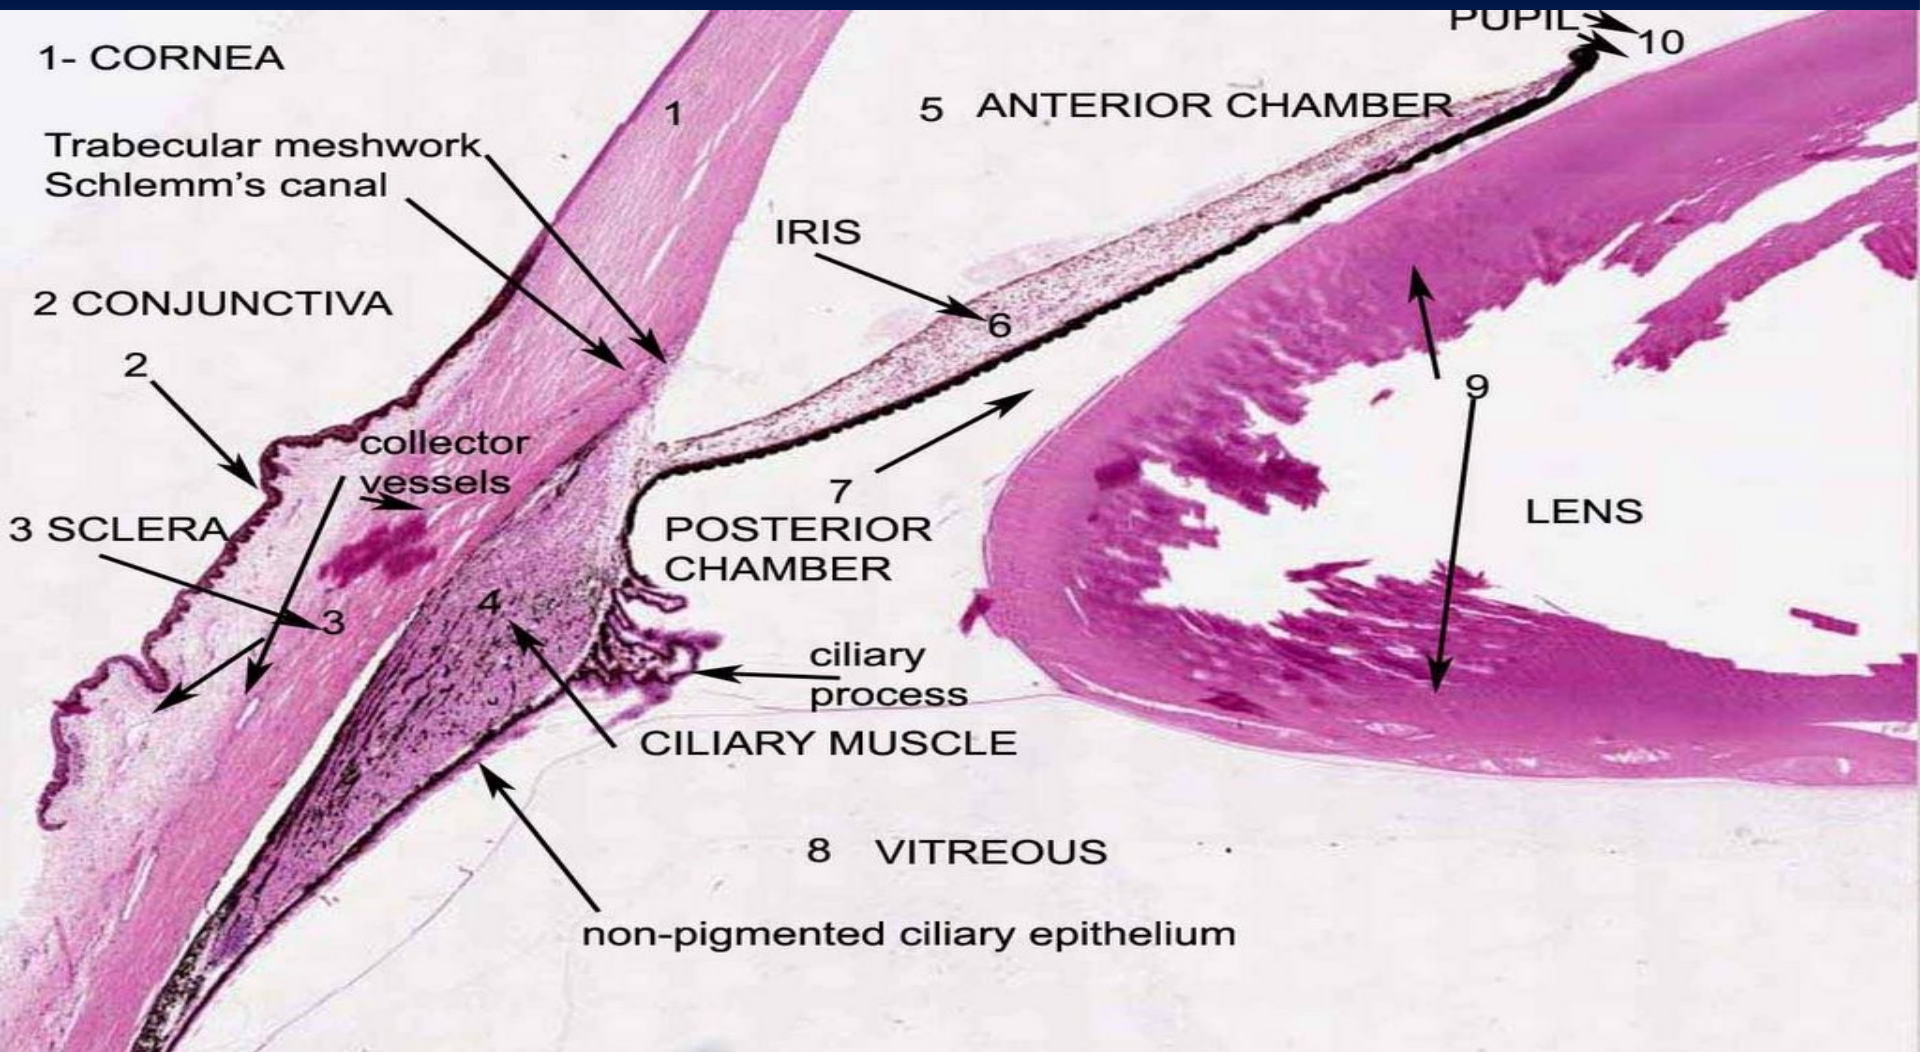 PUPIL
10
1- CORNEA
1
5 ANTERIOR CHAMBER
Trabecular meshwork
Schlemm's canal
IRIS
2 CONJUNCTIVA
6
2
9
collector
vessels
7
LENS
3 SCLERA
POSTERIOR
CHAMBER
4
3
ciliary
process
CILIARY MUSCLE
8 VITREOUS
non-pigmented ciliary epithelium